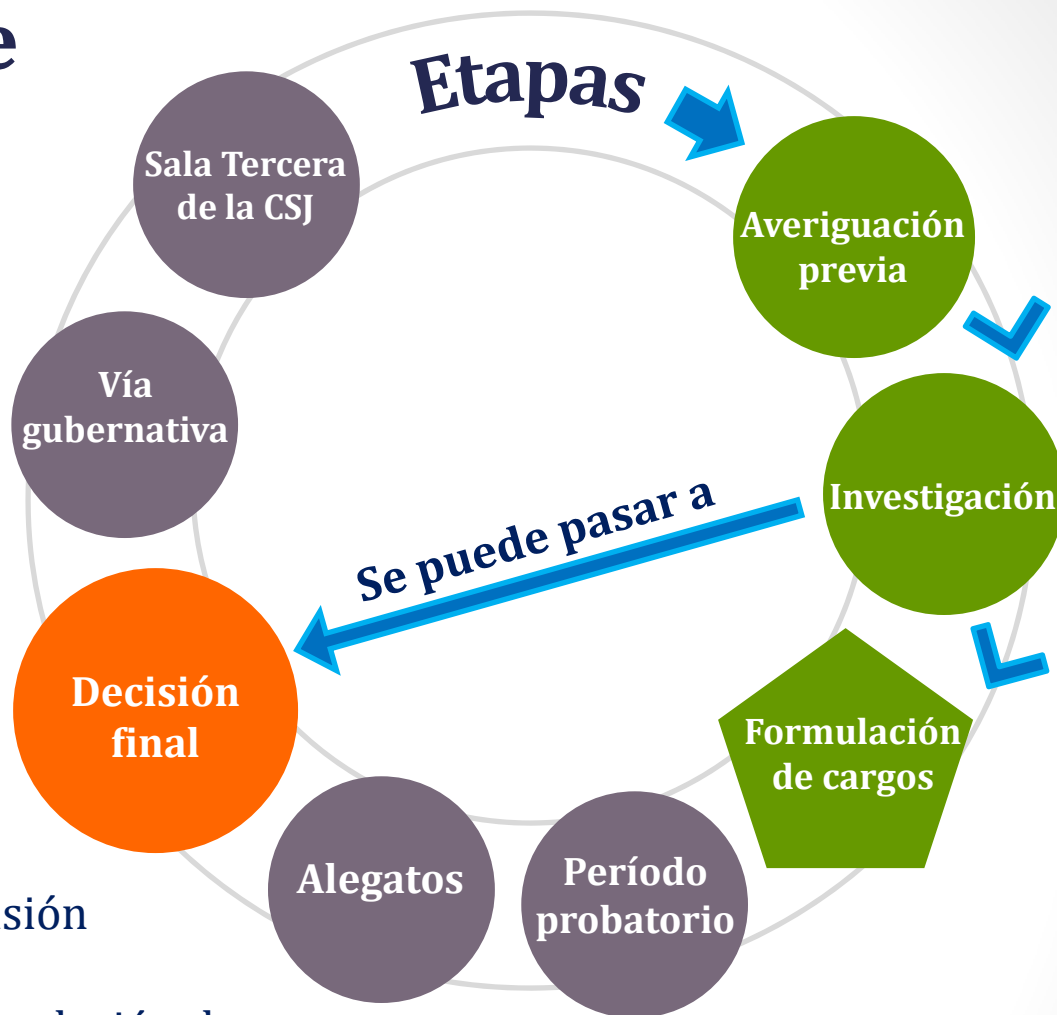 e
Etapas
Sala Tercera
de la CSJ
Averiguación
previa
Vía
gubernativa
Investigación
Se puede pasar a
Decisión
final
Formulación
de cargos
Alegatos
Período
probatorio
sión